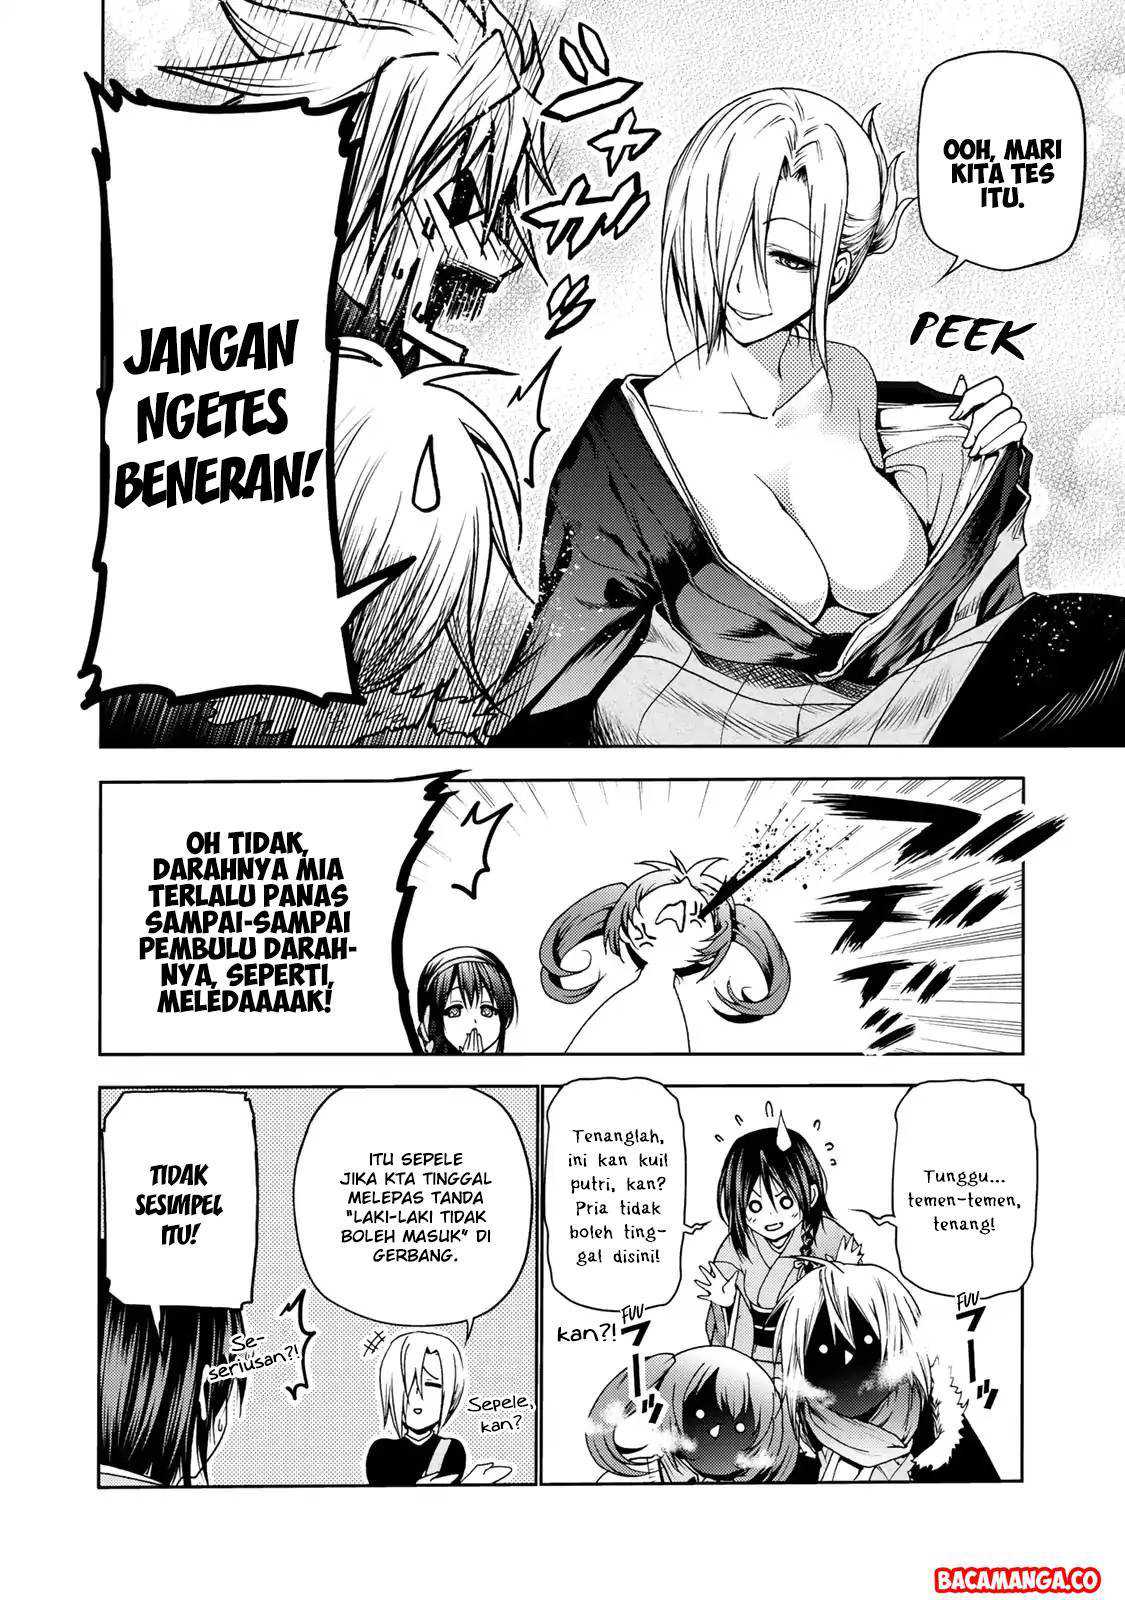 OOH, MARI
KITA TES
ITU.
PEEK
JANGAN
NGETES
BENERAN!
OH TIDAK,
DARAHNYA MIA
TERLALU PANAS
SAMPAI-SAMPAI
PEMBULU DARAH-
NYA, SEPERTI,
MELEDAAAAK!
Tunggu...
temen-temen,
tenang!
Tenanglah,
ini kan kuil
putri, kan?
Pria tidak
boleh ting-
gal disini!
kan?!
FUU
FUU
ITU SEPELE
JIKA KTA TINGGAL
MELEPAS TANDA
"LAKI-LAKI TIDAK
BOLEH MASUK" DI
GERBANG.
Sepele,
kan?
TIDAK
SESIMPEL
ITU!
Se-
seriusan?!
BACAMANGA.CO